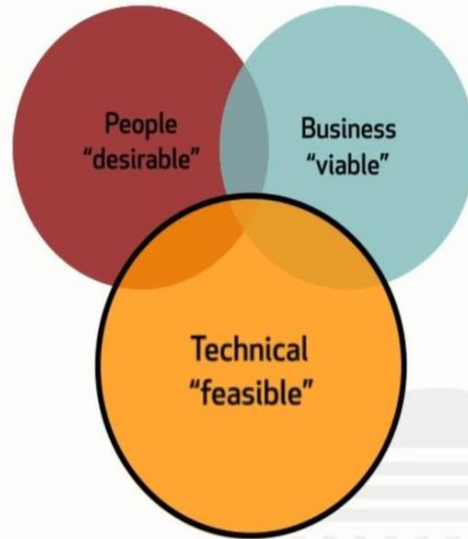 People
“desirable”
Business
“viable”
Technical
“feasible”